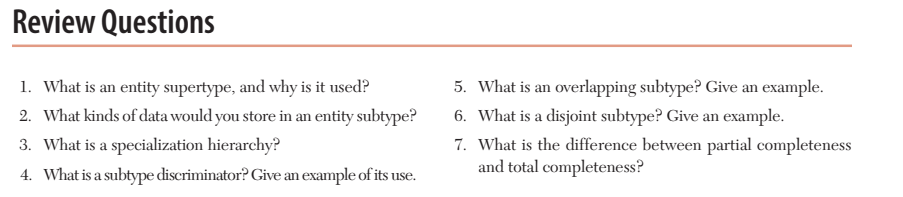 Review Questions
1. What is an entity supertype, and why is it used?
2. What kinds of data would you store in an entity subtype?
3. What is a specialization hierarchy?
4. What is a subtype discriminator? Give an example of its use.
5. What is an overlapping subtype? Give an example.
6. What is a disjoint subtype? Give an example.
7. What is the difference between partial completeness
and total completeness?